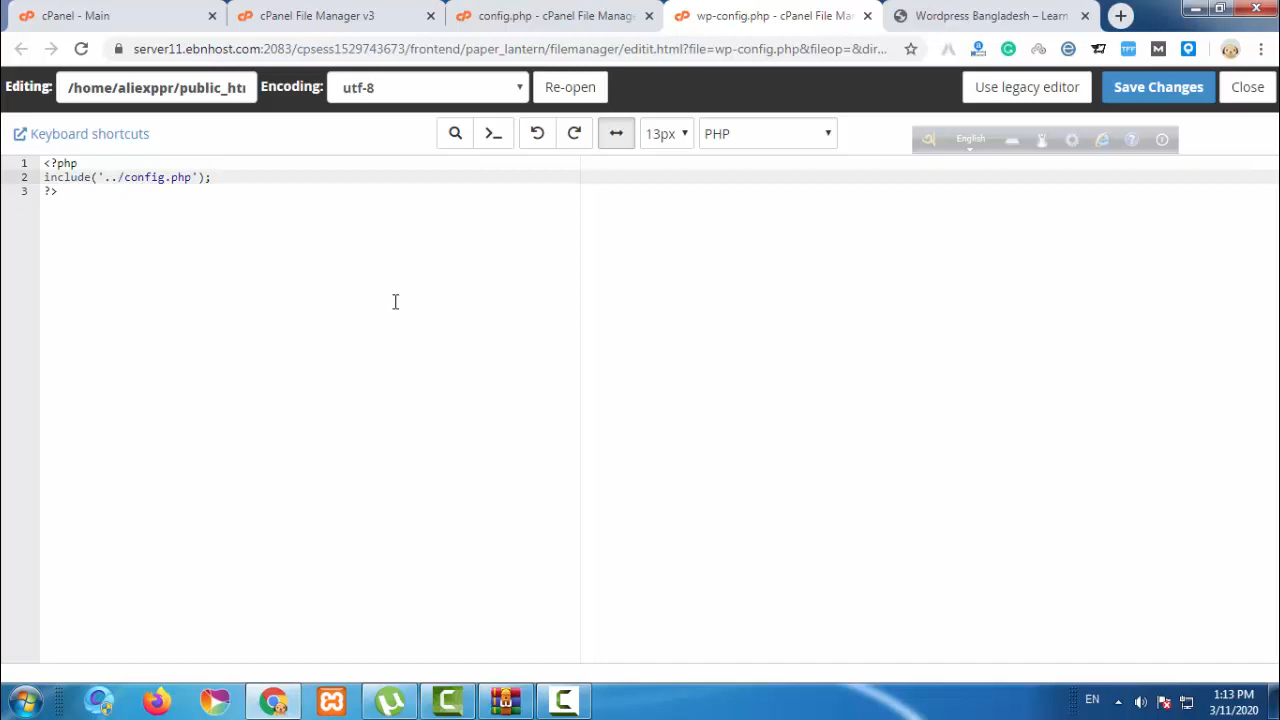 cPanel - Main
cPanel File Manager v3
config.php - cPanel File Manage
wp-config.php - cPanel File Ma
Wordpress Bangladesh – Learn
server11.ebnhost.com:2083/cpsess1529743673/frontend/paper_lantern/filemanager/editit.html?file=wp-config.php&fileop=&dir...
Editing: /home/aliexppr/public_htı Encoding: utf-8 Re-open Use legacy editor Save Changes Close
Keyboard shortcuts 13px PHP English
1 <?php
2 include('../config.php');
3 ?>
EN 1:13 PM
3/11/2020